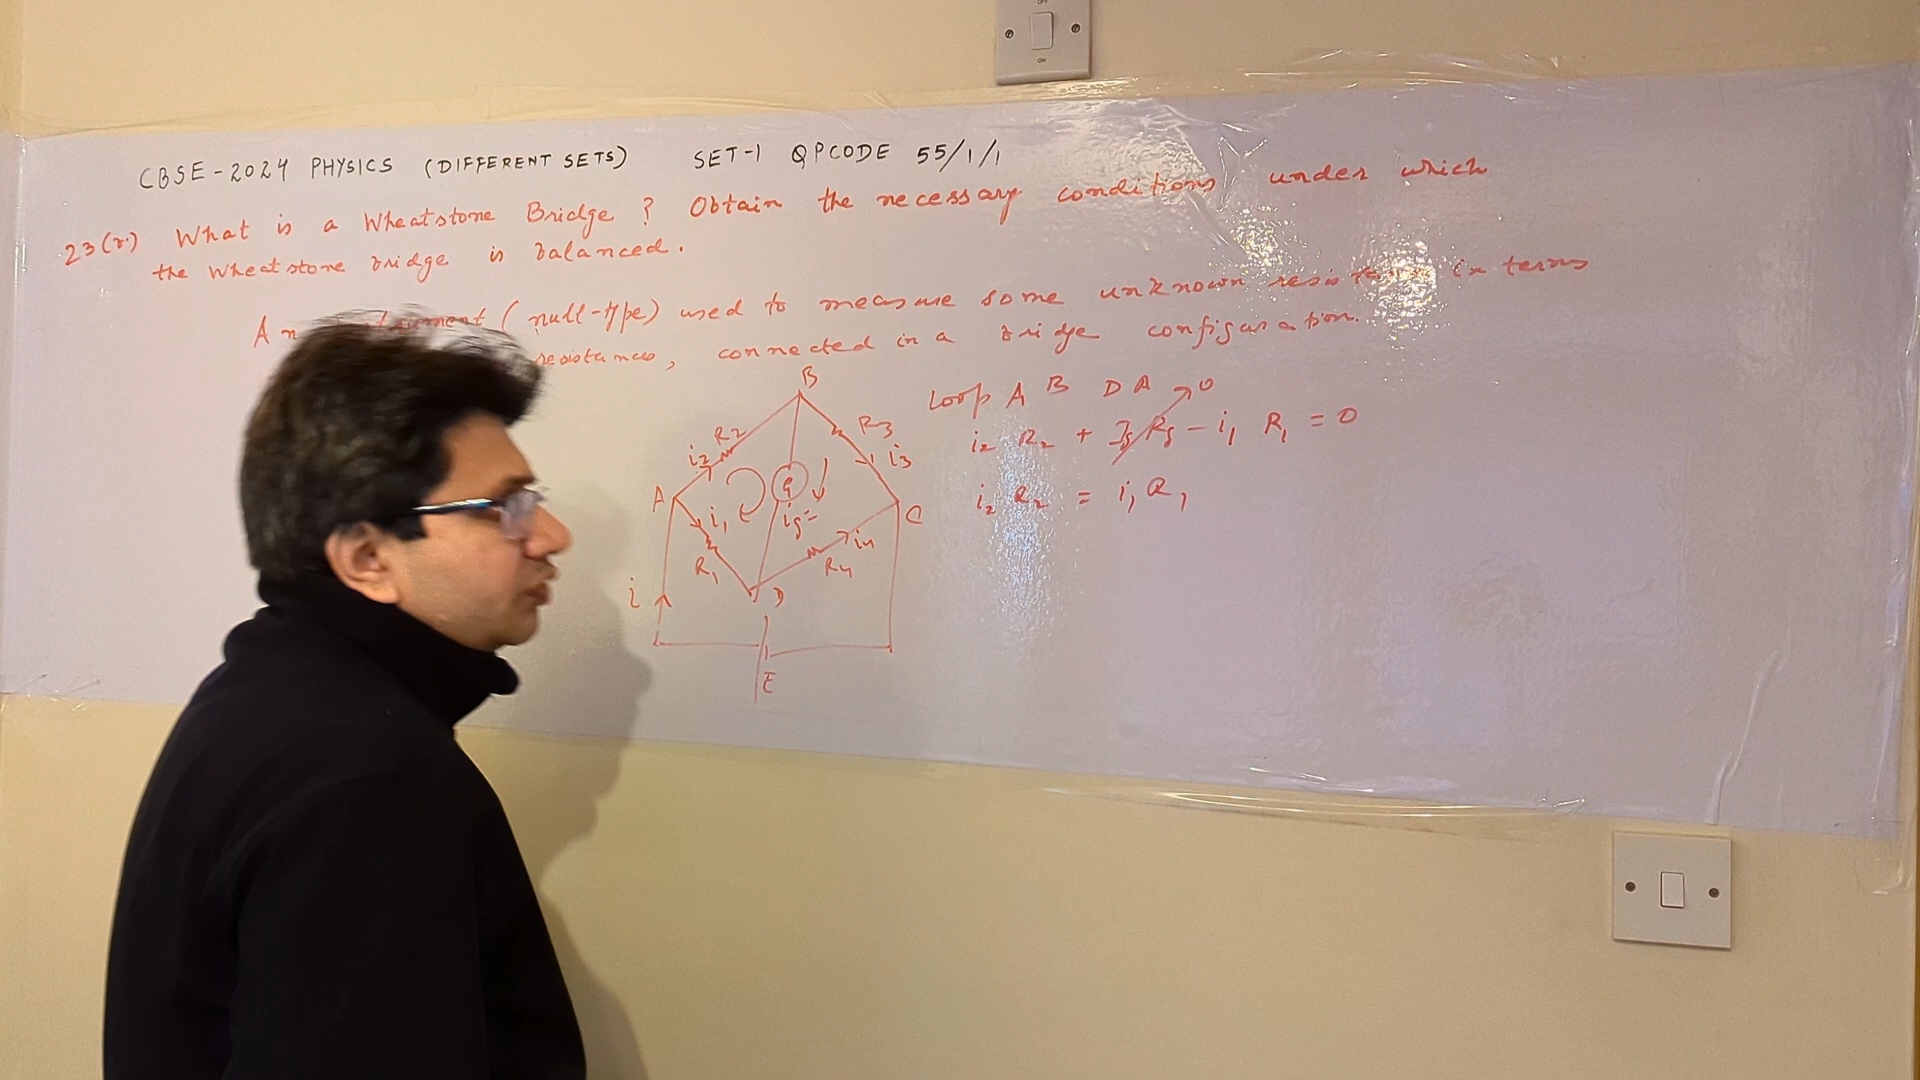 OFF
ON
CBSE-2024 PHYSICS (DIFFERENT SETS) SET-1 QPCODE 55/1/1
23(r.) What is a Wheatstone Bridge ? Obtain the necessary conditions under which
the Wheatstone bridge is balanced.
A (null-type) used to measure some unknown in terms
resistances, connected in a bridge configuration.
B
R2
R3
i2
i3
A
G
i1
ig=
C
i4
R1
R4
i
D
E
Loop A B D A → 0
i2 R2 + Ig Rg - i1 R1 = 0
i2 R2 = i1 R1